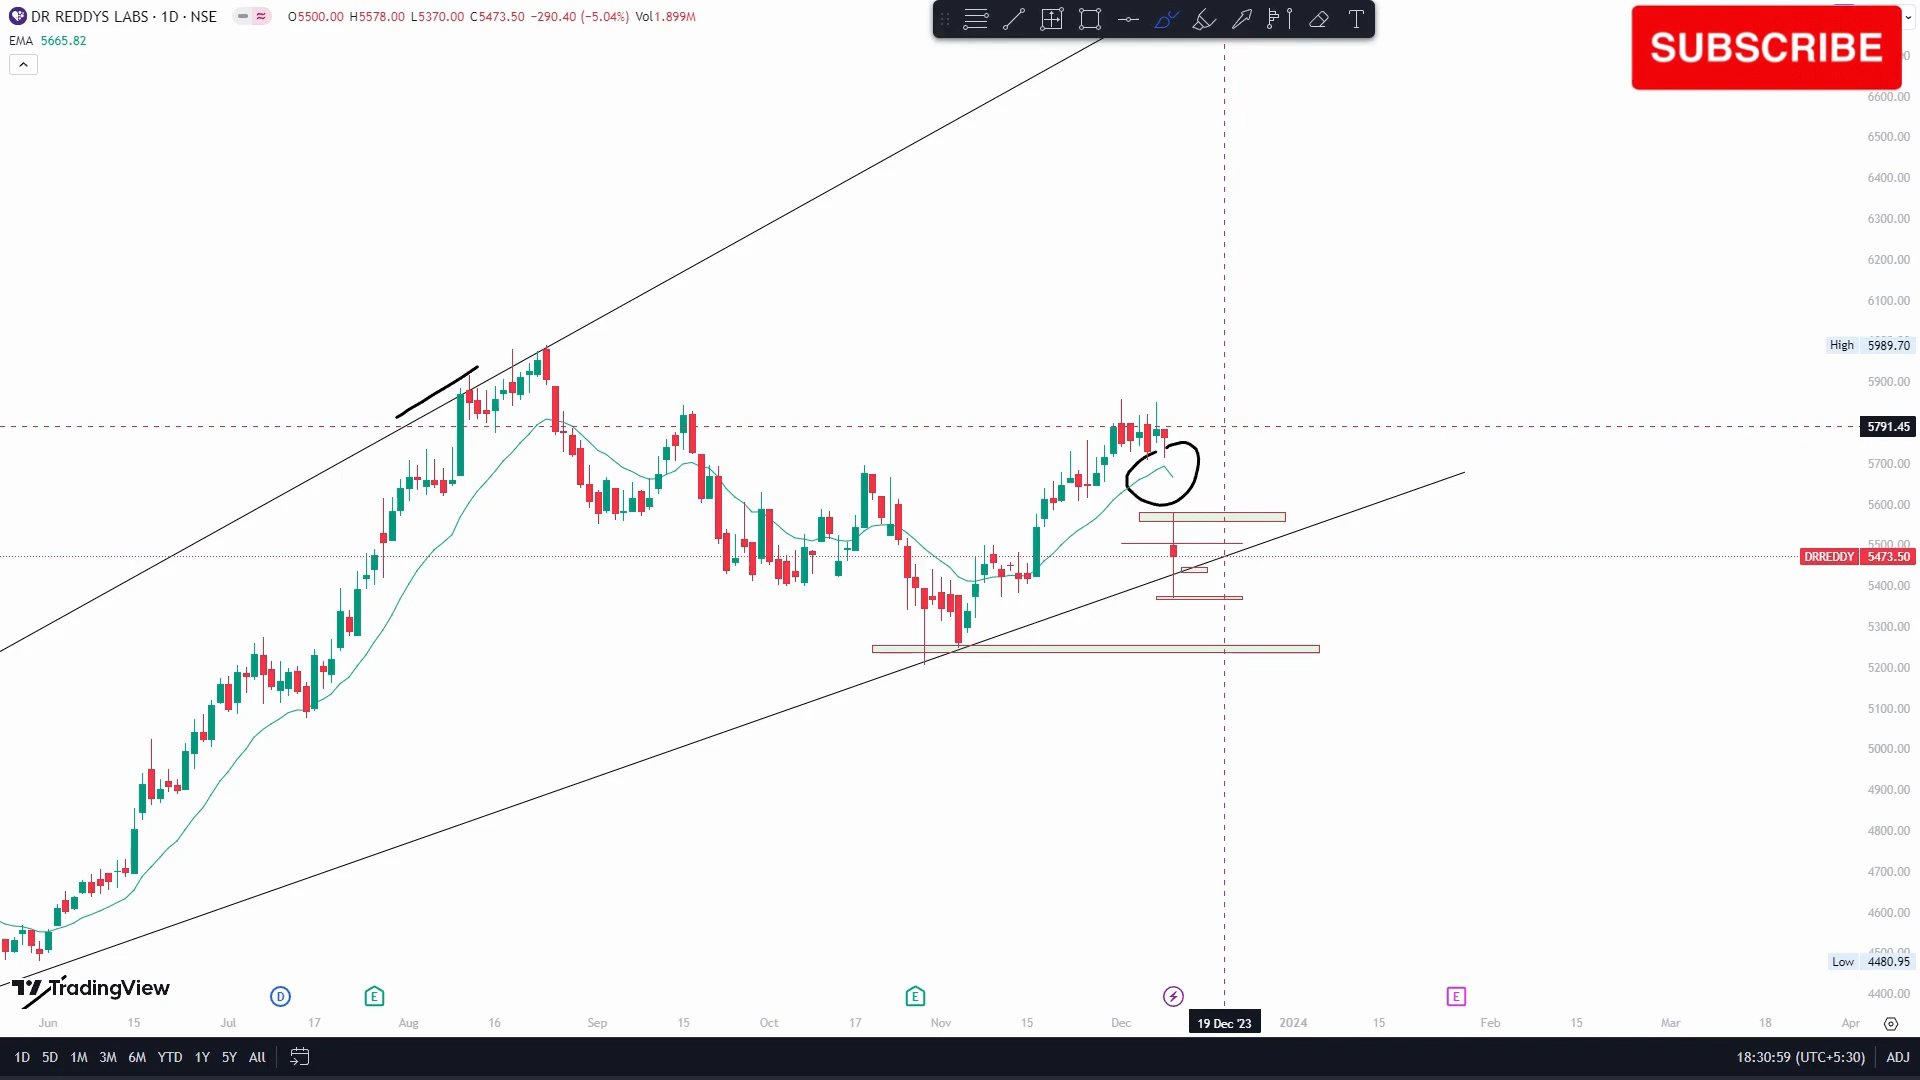 DR REDDYS LABS · 1D · NSE O5500.00 H5578.00 L5370.00 C5473.50 −290.40 (−5.04%) Vol1.899M
EMA 5665.82
T
SUBSCRIBE
6600.00
6500.00
6400.00
6300.00
6200.00
6100.00
High 5989.70
5900.00
5791.45
5700.00
5600.00
5500.00
DRREDDY 5473.50
5400.00
5300.00
5200.00
5100.00
5000.00
4900.00
4800.00
4700.00
4600.00
4500.00
Low 4480.95
4400.00
TradingView
D E E E
Jun 15 Jul 17 Aug 16 Sep 15 Oct 17 Nov 15 Dec 19 Dec '23 2024 15 Feb 15 Mar 18 Apr
1D 5D 1M 3M 6M YTD 1Y 5Y All 18:30:59 (UTC+5:30) ADJ